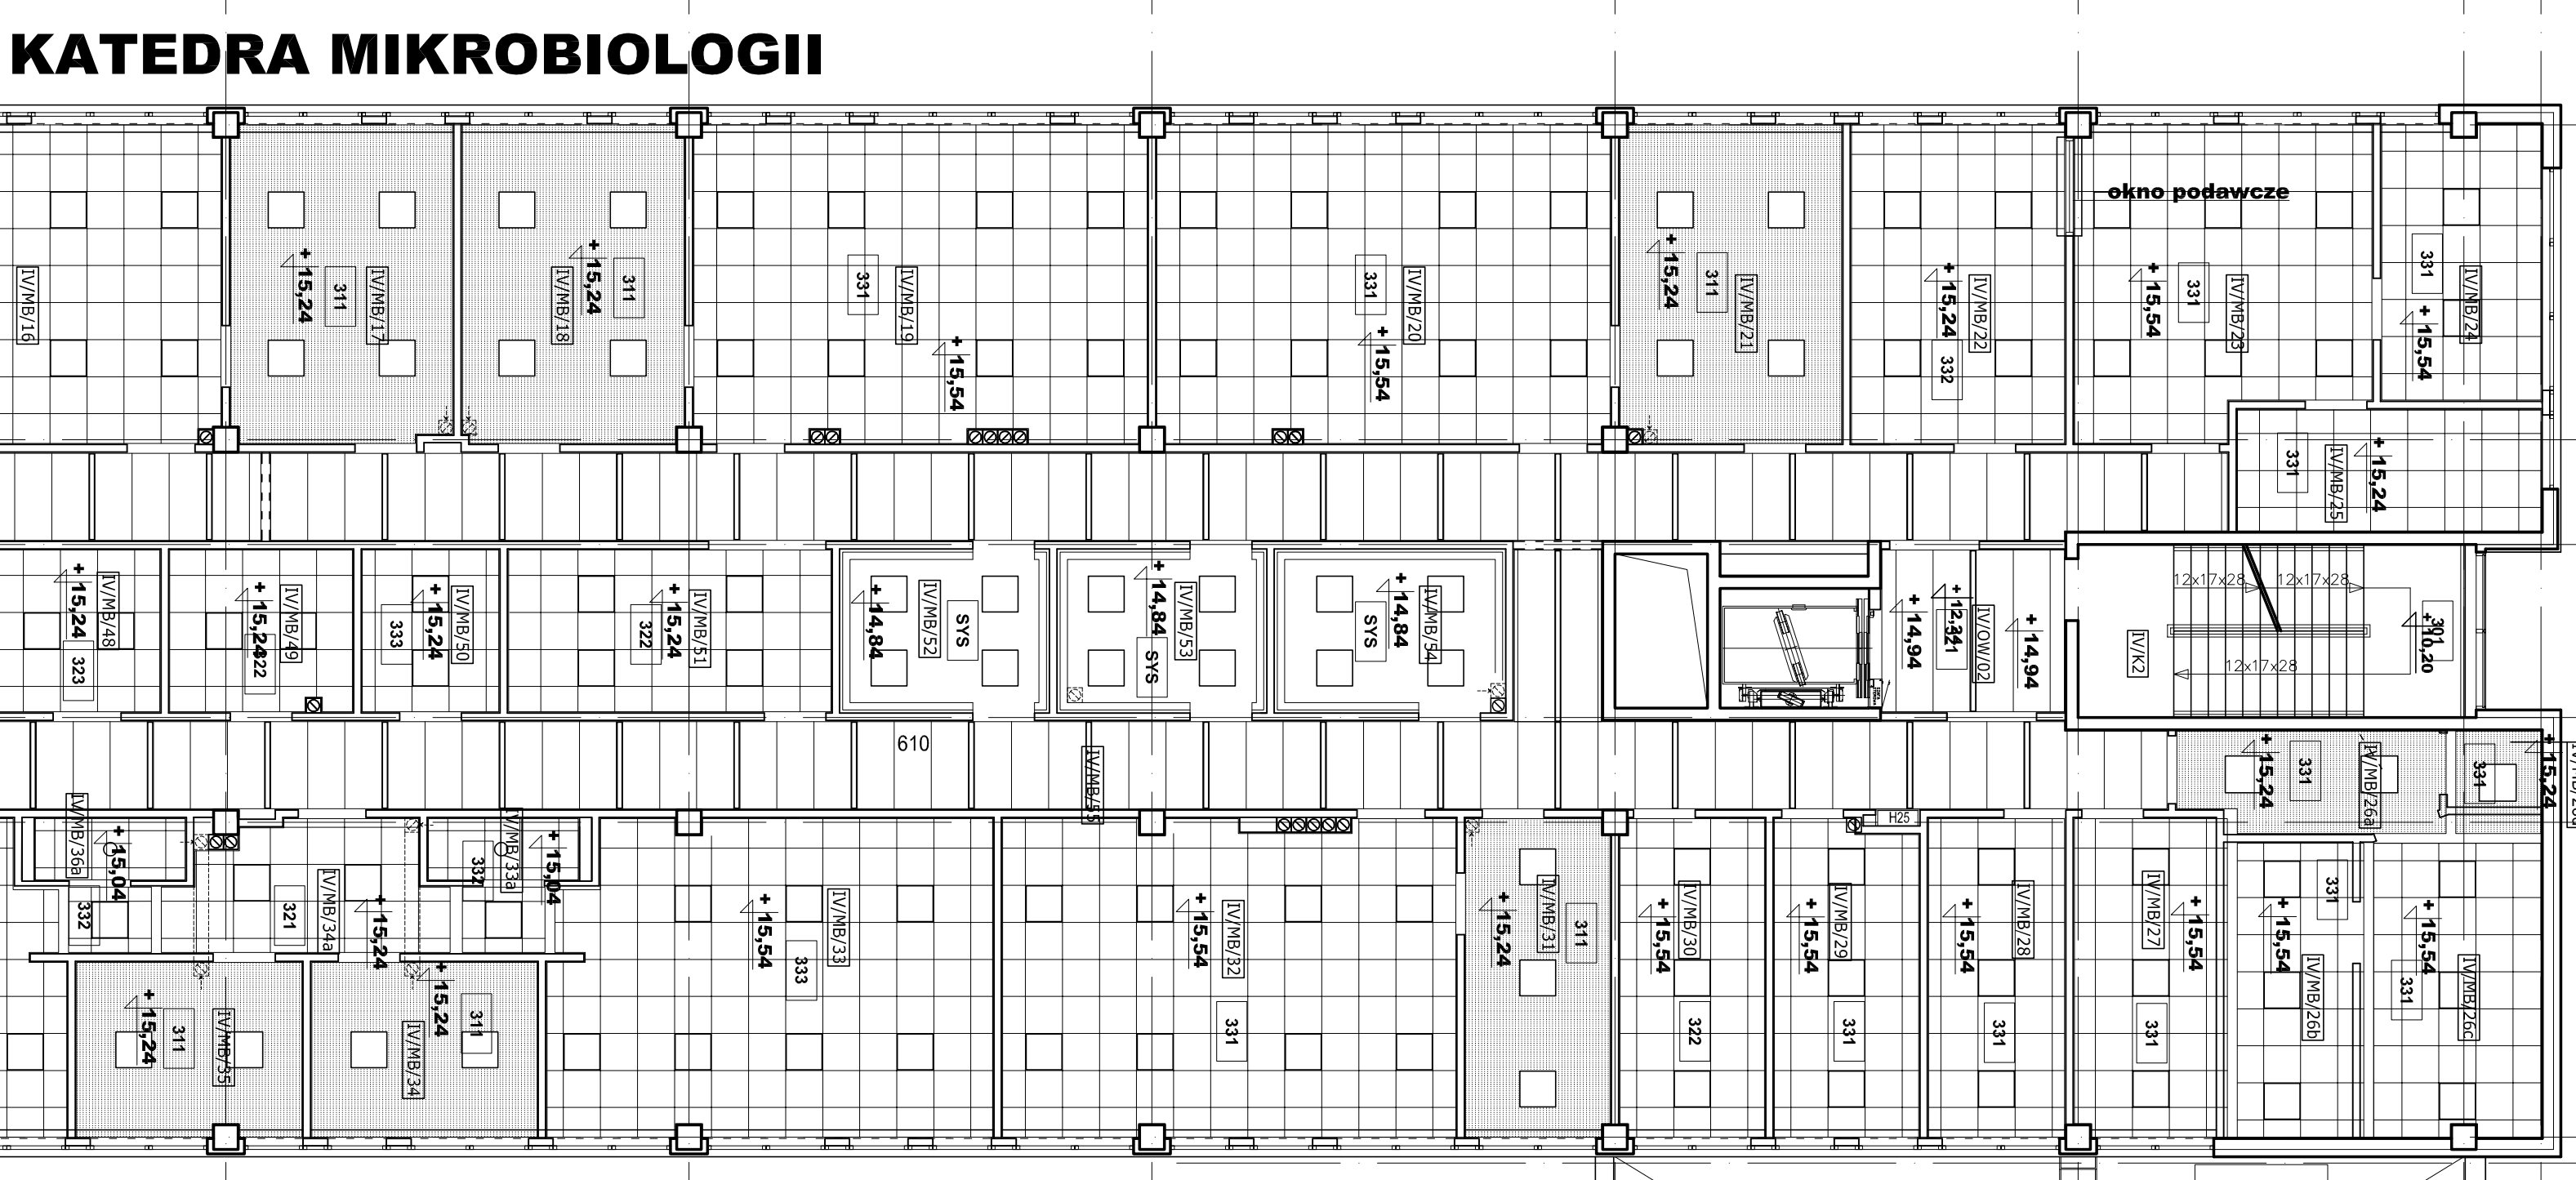 KATEDRA MIKROBIOLOGII
IV/MB/16
+15,24
311
IV/MB/17
IV/MB/18
+15,24
311
331
IV/MB/19
+15,54
331
IV/MB/20
+15,54
+15,24
311
IV/MB/21
+15,24
332
IV/MB/22
okno podawcze
+15,54
331
IV/MB/23
331
+15,54
IV/MB/24
331
IV/MB/25
+15,24
+15,24
323
IV/MB/48
+15,24
322
IV/MB/49
333
+15,24
IV/MB/50
322
+15,24
IV/MB/51
+14,84
IV/MB/52
SYS
+14,84
SYS
IV/MB/53
SYS
+14,84
IV/MB/54
+14,94
IV/OW/02
+14,94
IV/K2
12x17x28
12x17x28
12x17x28
301
+10,20
610
IV/MB/55
+15,24
331
IV/MB/26a
331
+15,24
H25
IV/MB/36a
+15,04
332
321
IV/MB/34a
+15,24
332
IV/MB/33a
+15,04
+15,24
311
IV/MB/35
IV/MB/34
+15,24
311
+15,54
333
IV/MB/33
+15,54
IV/MB/32
331
+15,24
IV/MB/31
311
+15,54
IV/MB/30
322
+15,54
IV/MB/29
331
+15,54
IV/MB/28
331
IV/MB/27
331
+15,54
+15,54
IV/MB/26b
331
+15,54
331
IV/MB/26c